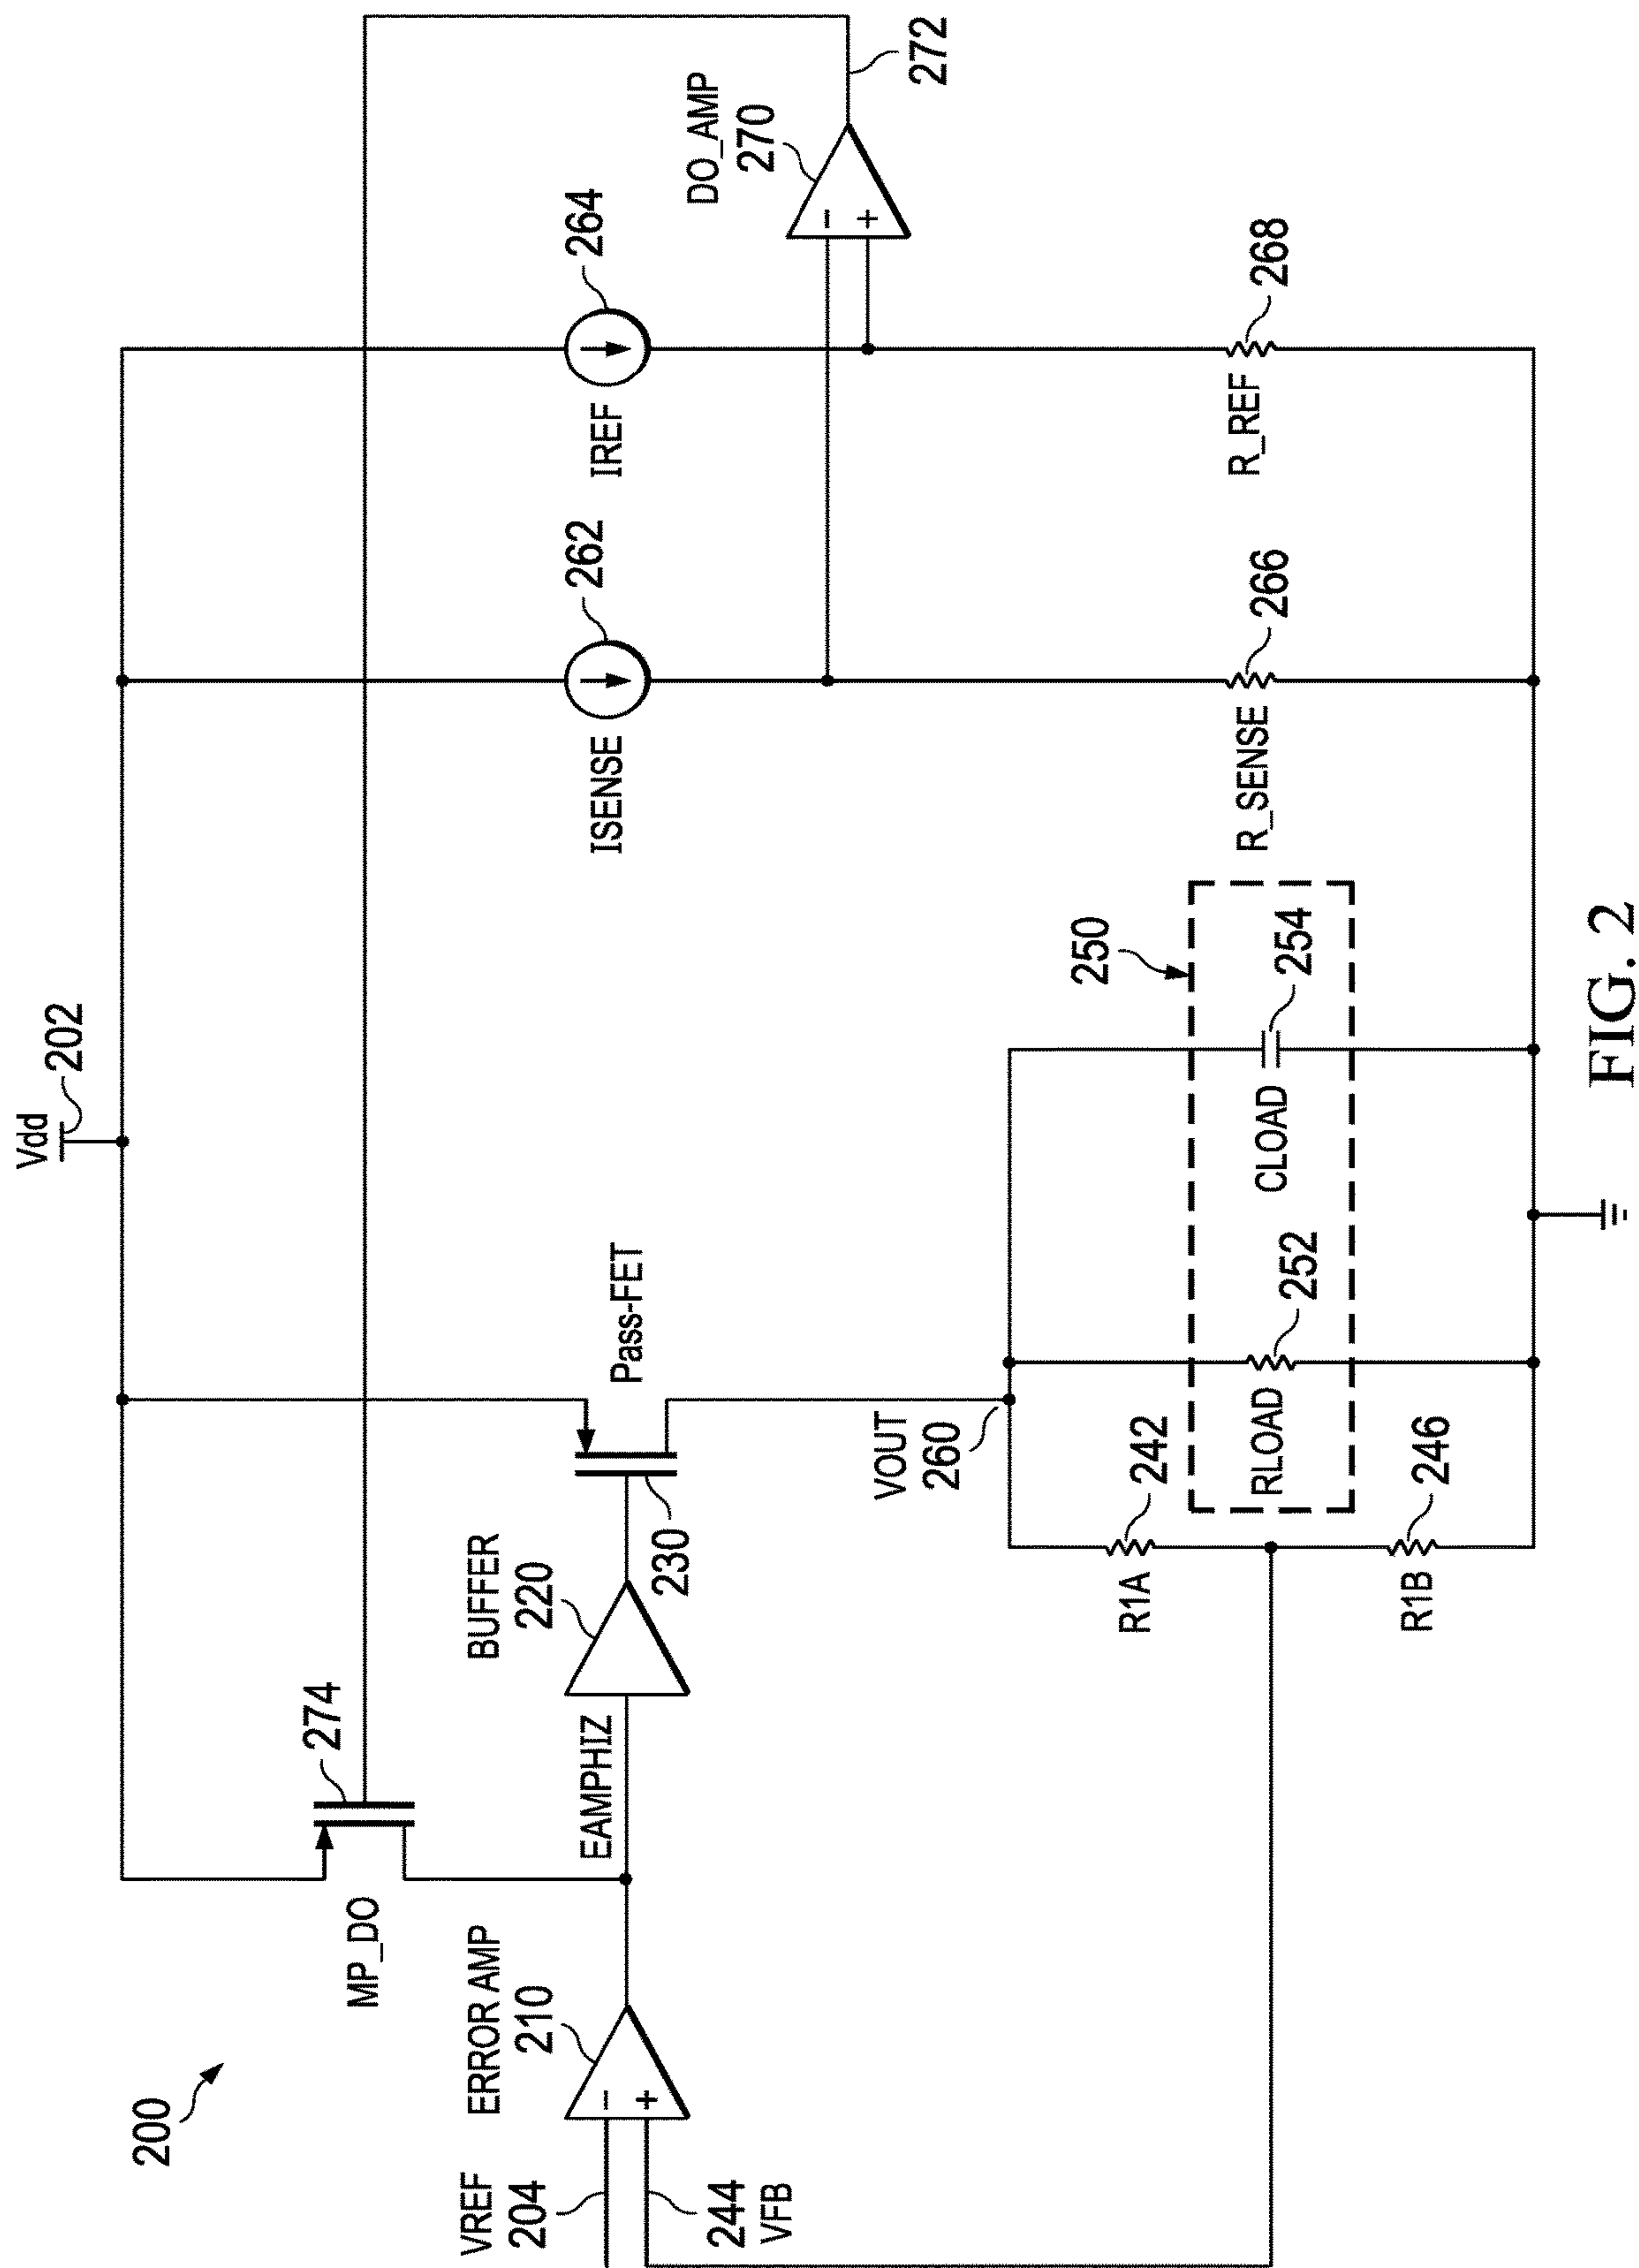 200
Vdd
202
274
MP_DO
VREF
204
244
VFB
ERROR AMP
210
-
+
EAMPHIZ
BUFFER
220
230
Pass-FET
ISENSE
262
IREF
264
DO_AMP
270
-
+
272
VOUT
260
R1A
242
R1B
246
RLOAD
252
CLOAD
254
250
R_SENSE
266
R_REF
268
FIG. 2